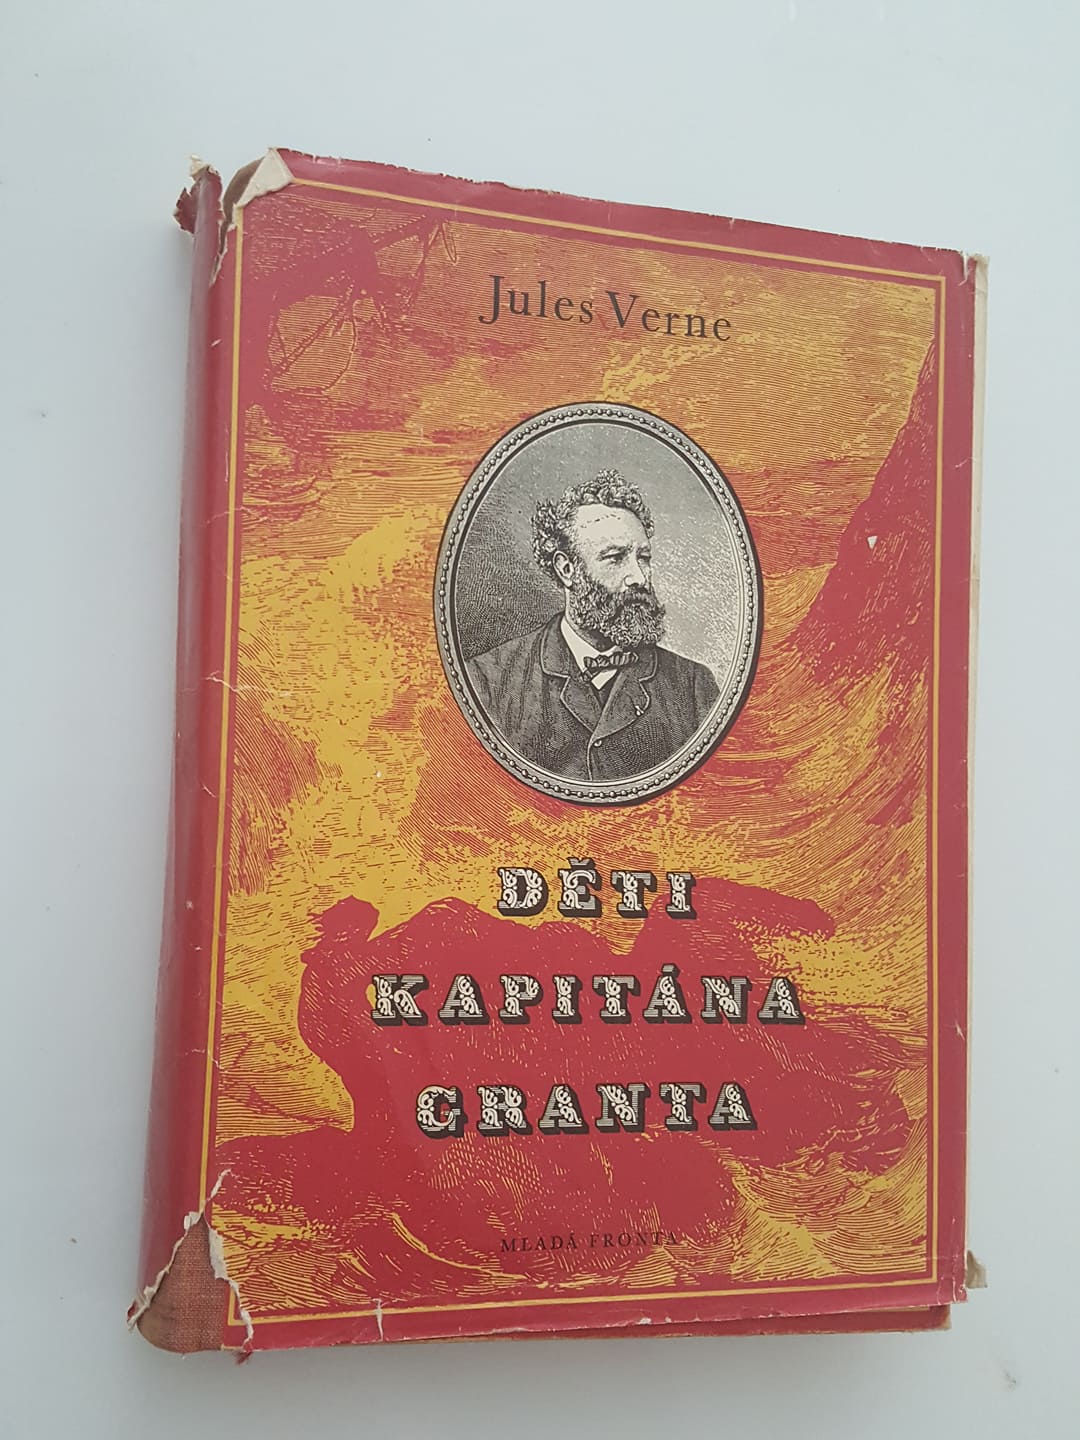 Jules Verne
DĚTI
KAPITÁNA
GRANTA
MLADÁ FRONTA